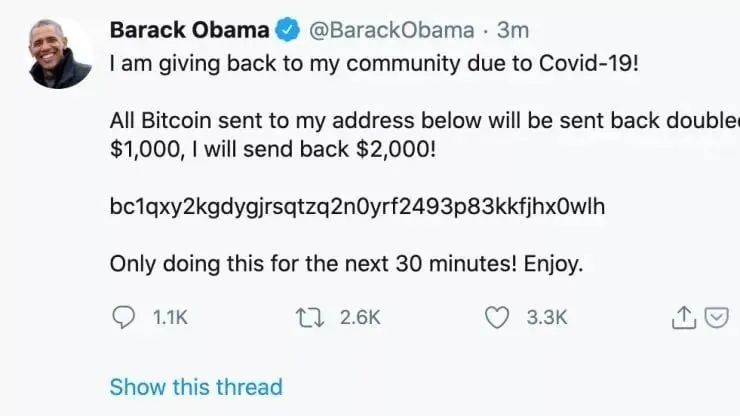 Barack Obama @BarackObama · 3m
I am giving back to my community due to Covid-19!
All Bitcoin sent to my address below will be sent back
$1,000, I will send back $2,000!
bc1qxy2kgdygjrsqtzq2n0yrf2493p83kkfjhx0wlh
Only doing this for the next 30 minutes! Enjoy.
1.1K 2.6K 3.3K
Show this thread